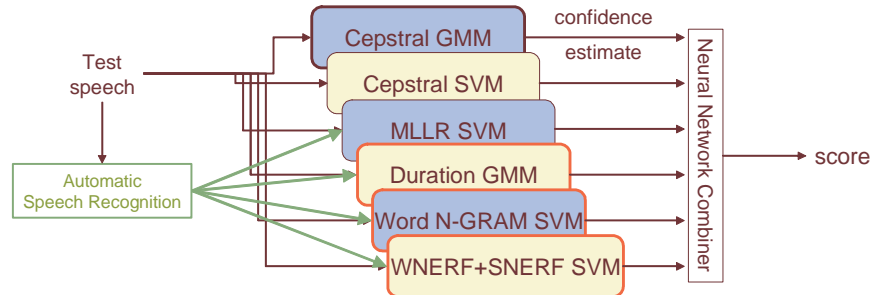 Test
speech
Automatic
Speech Recognition
Cepstral GMM
Cepstral SVM
MLLR SVM
Duration GMM
Word N-GRAM SVM
WNERF+SNERF SVM
confidence
estimate
Neural Network Combiner
score